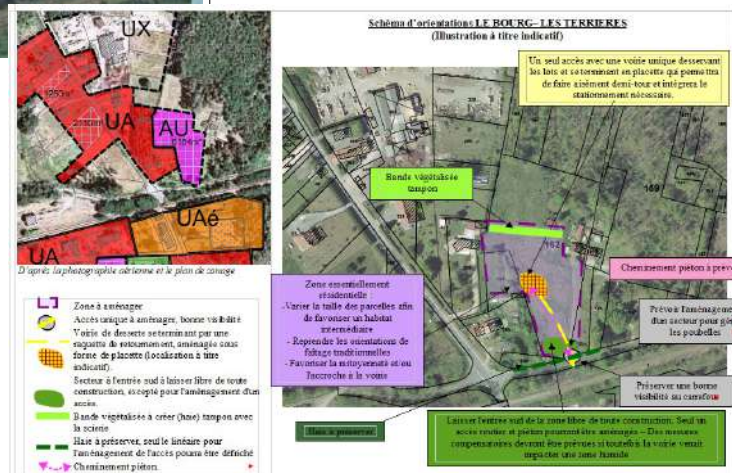 Schéma d'orientations LE BOURG– LES TERRIERES
(Illustration à titre indicatif)
UX
UA
AU
UAé
UA
D'après la photographie aérienne et le plan de zonage
Zone à aménager
Accès unique à aménager, bonne visibilité
Voirie de desserte se terminant par une
raquette de retournement, aménagée sous
forme de placette (localisation à titre
indicatif).
Secteur à l'entrée sud à laisser libre de toute
construction, excepté pour l'aménagement d'un
accès.
Bande végétalisée à créer (haie) tampon avec
la scierie
Haie à préserver, seul le linéaire pour
l'aménagement de l'accès pourra être défriché
Cheminement piéton.
Un seul accès avec une voirie unique desservant
les lots et se terminent en placette qui permettra
de faire aisément demi-tour et intégrera le
stationnement nécessaire.
Bande végétalisée
tampon
162
Zone essentiellement
résidentielle :
-Varier la taille des parcelles afin
de favoriser un habitat
intermédiaire
- Reprendre les orientations de
faîtage traditionnelles
- Favoriser la mitoyenneté et/ou
l'accroche à la voirie
Cheminement piéton à prévoi
Prévoir l'aménageme
d'un secteur pour gér
les poubelles
Préserver une bonne
visibilité au carrefour
Haie à préserver
Laisser l'entrée sud de la zone libre de toute construction. Seul un
accès routier et piéton pourront être aménagés – Des mesures
compensatoires devront être prévues si toutefois la voirie venait
impacter une zone humide